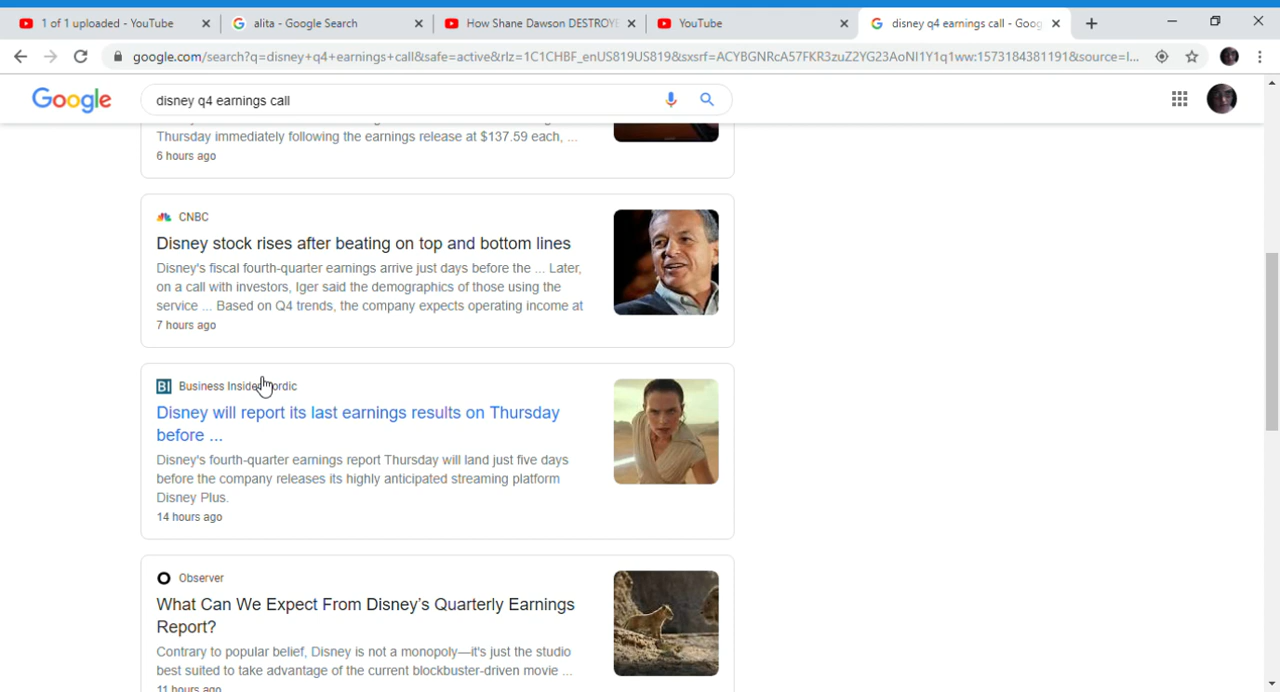 1 of 1 uploaded - YouTube
alita - Google Search
How Shane Dawson DESTROYE
YouTube
disney q4 earnings call - Goog
google.com/search?q=disney+q4+earnings+call&safe=active&rlz=1C1CHBF_enUS819US819&sxsrf=ACYBGNRcA57FKR3zuZ2YG23AoNI1Y1q1ww:1573184381191&source=l...
Google
disney q4 earnings call
Thursday immediately following the earnings release at $137.59 each, ...
6 hours ago
CNBC
Disney stock rises after beating on top and bottom lines
Disney's fiscal fourth-quarter earnings arrive just days before the ... Later,
on a call with investors, Iger said the demographics of those using the
service ... Based on Q4 trends, the company expects operating income at
7 hours ago
BI Business Inside ordic
Disney will report its last earnings results on Thursday
before ...
Disney's fourth-quarter earnings report Thursday will land just five days
before the company releases its highly anticipated streaming platform
Disney Plus.
14 hours ago
Observer
What Can We Expect From Disney's Quarterly Earnings
Report?
Contrary to popular belief, Disney is not a monopoly—it's just the studio
best suited to take advantage of the current blockbuster-driven movie ...
11 hours ago